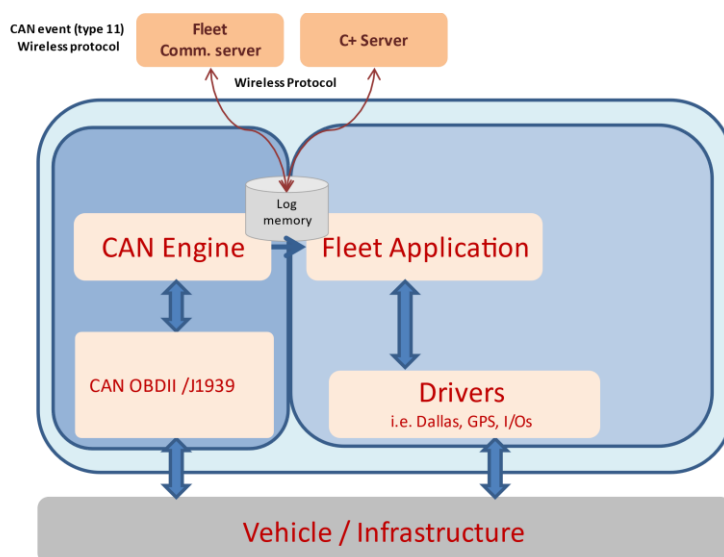 CAN event (type 11)
Wireless protocol
Fleet
Comm. server
C+ Server
Wireless Protocol
Log
memory
CAN Engine
Fleet Application
CAN OBDII /J1939
Drivers
i.e. Dallas, GPS, I/Os
Vehicle / Infrastructure